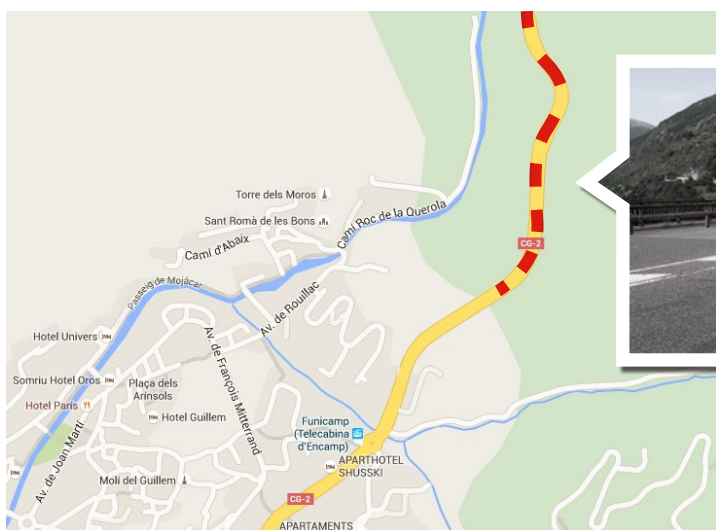 Torre dels Moros
Sant Romà de les Bons
Camí Roc de la Querola
Camí d'Abaix
CG-2
Passeig de Mojácar
Av. de Rouillac
Hotel Univers
Av. de François Mitterrand
Somriu Hotel Oros
Plaça dels
Arínsols
Hotel París
Hotel Guillem
Funicamp
(Telecabina
d'Encamp)
Av. de Joan Martí
APARTHOTEL
SHUSSKI
Molí del Guillem
CG-2
APARTAMENTS